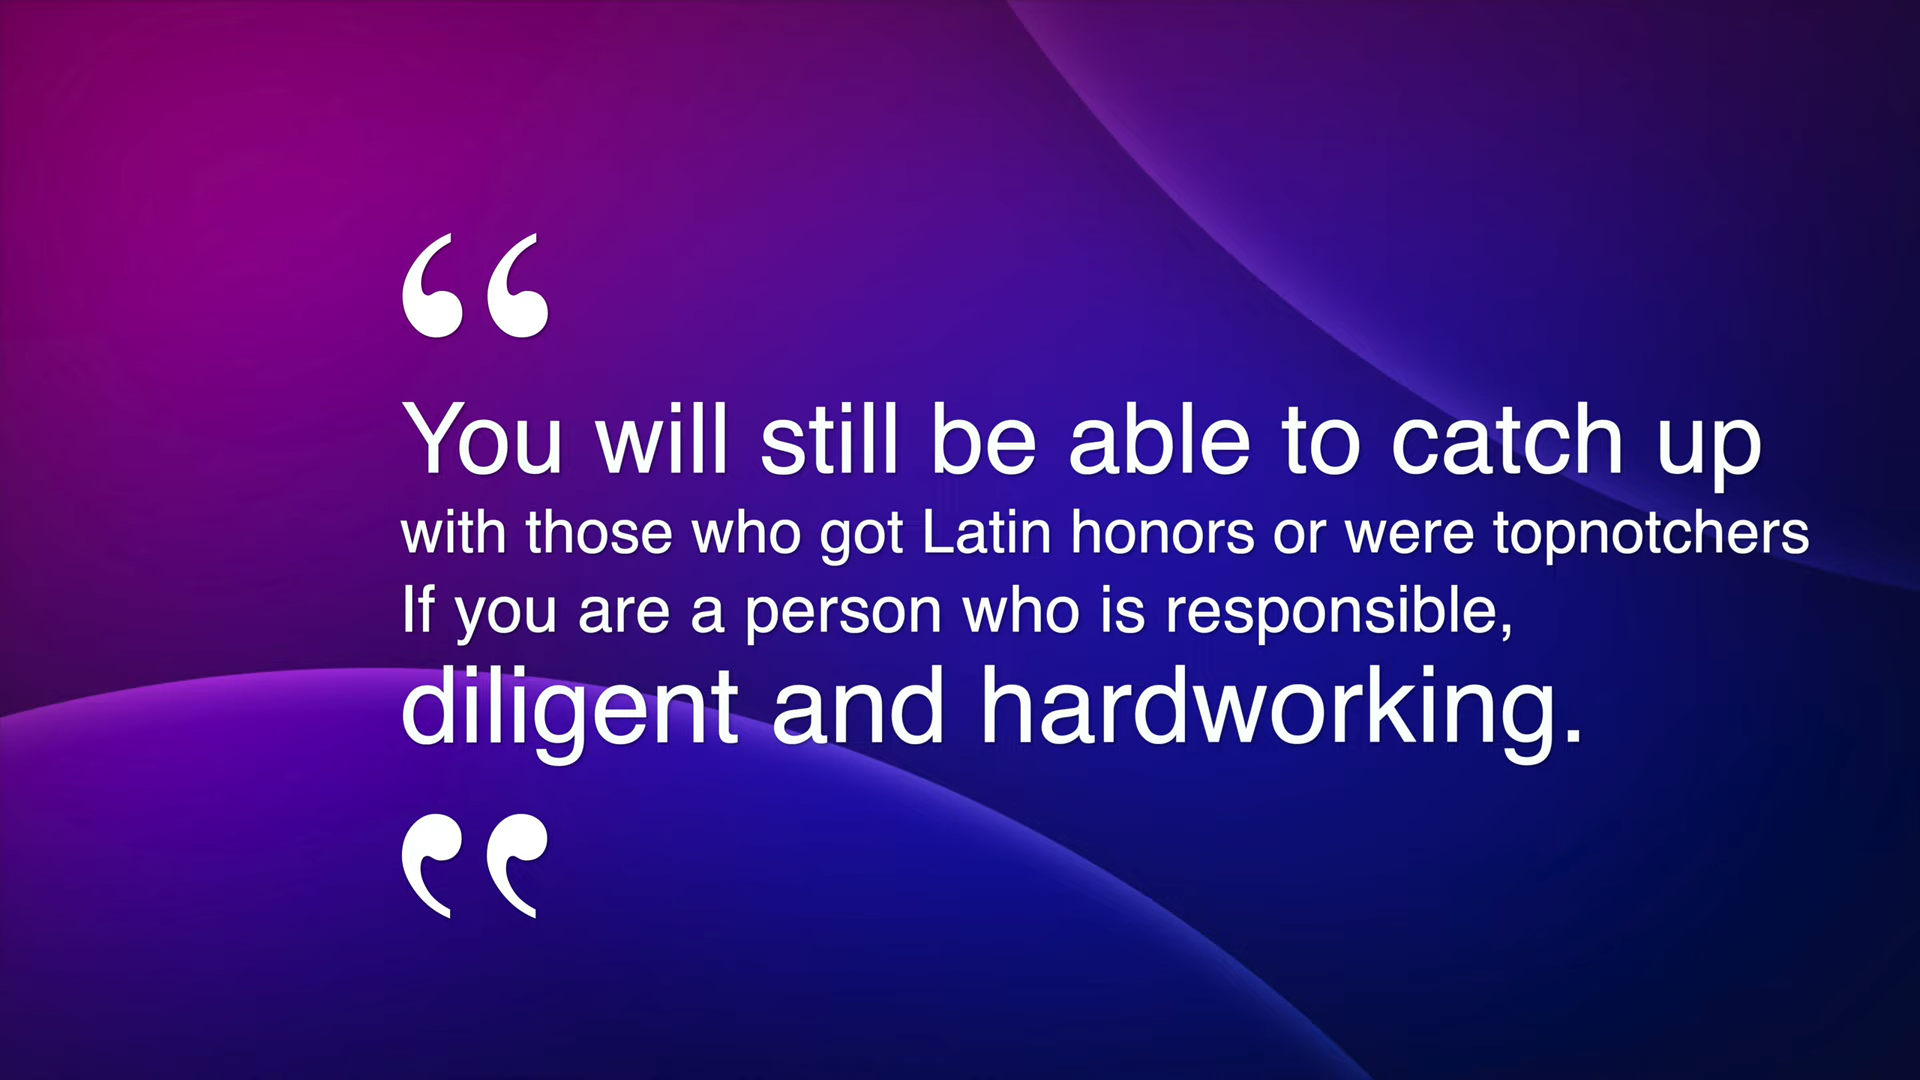 “
You will still be able to catch up
with those who got Latin honors or were topnotchers
If you are a person who is responsible,
diligent and hardworking.
”